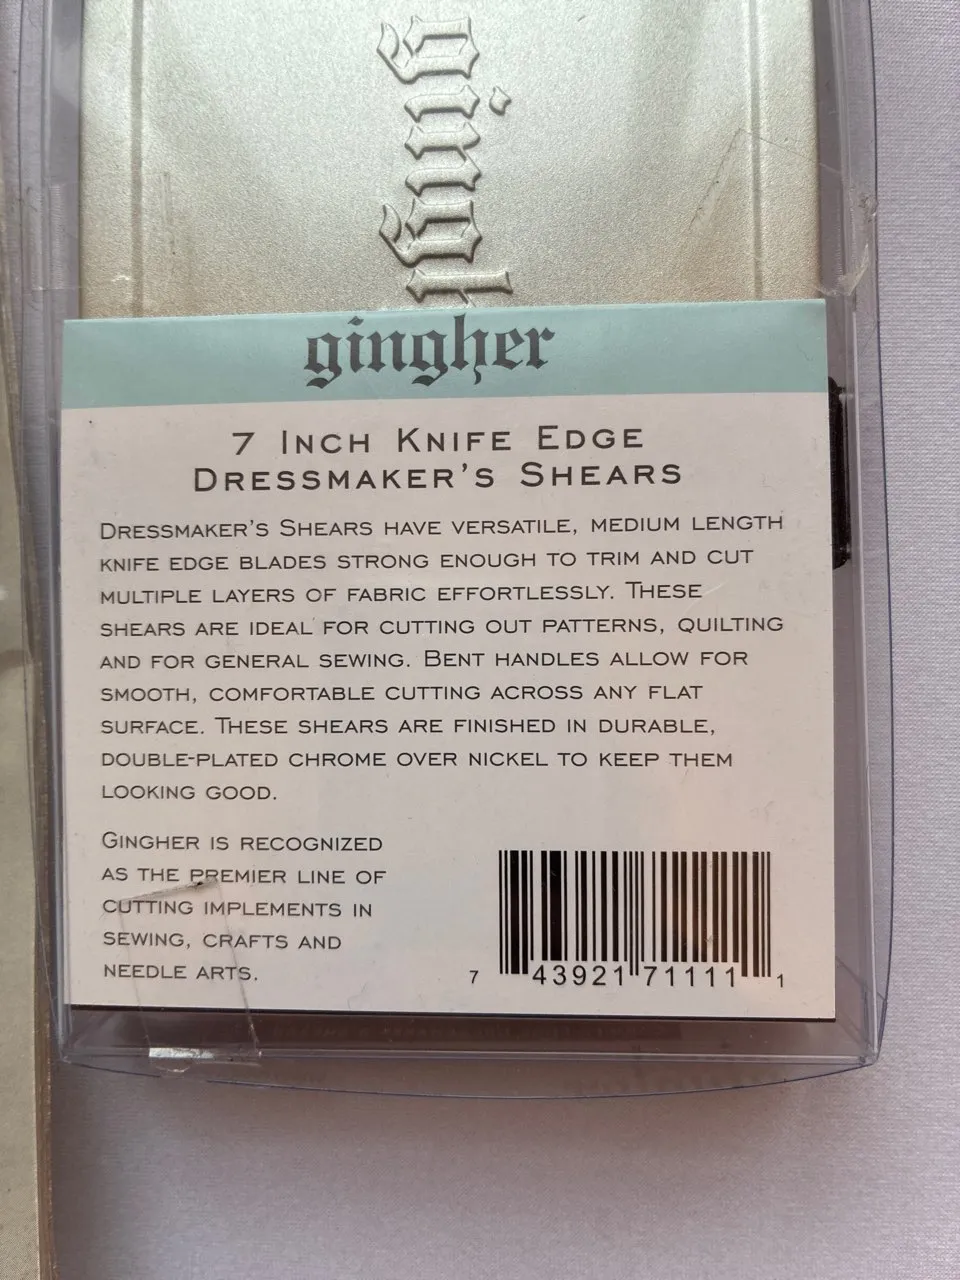 gingh
gingher
7 Inch Knife Edge
Dressmaker's Shears
Dressmaker's Shears have versatile, medium length
knife edge blades strong enough to trim and cut
multiple layers of fabric effortlessly. These
shears are ideal for cutting out patterns, quilting
and for general sewing. Bent handles allow for
smooth, comfortable cutting across any flat
surface. These shears are finished in durable,
double-plated chrome over nickel to keep them
looking good.
Gingher is recognized
as the premier line of
cutting implements in
sewing, crafts and
needle arts.
7 43921 71111 1